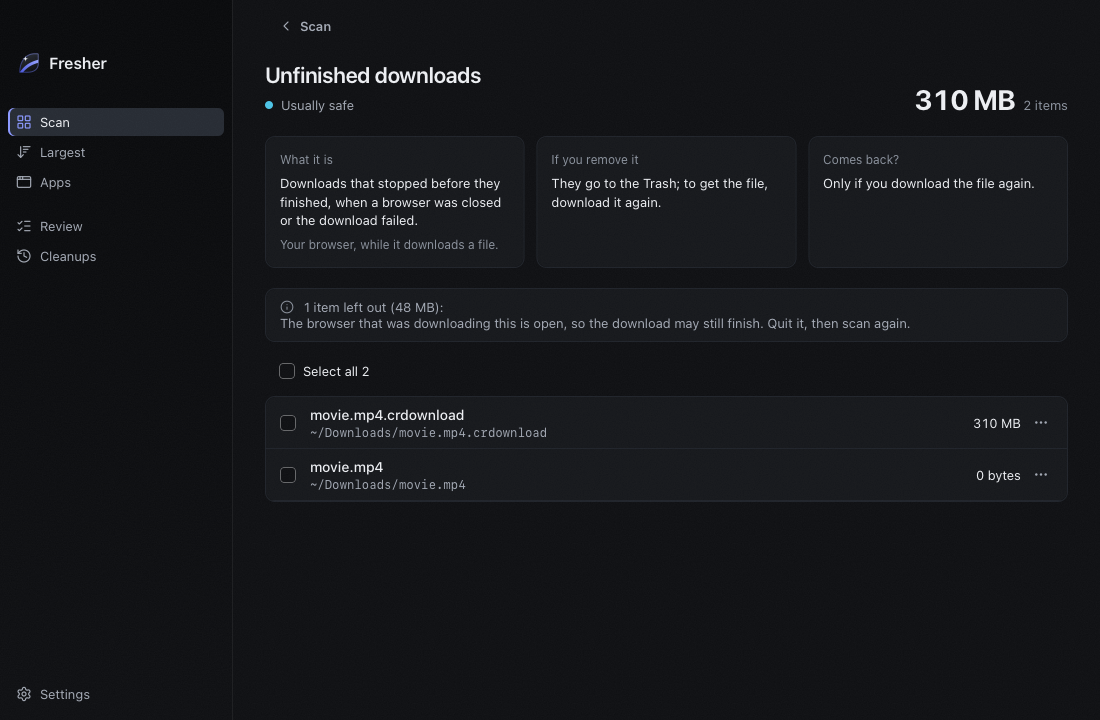 Scan
Fresher
Scan
Largest
Apps
Review
Cleanups
Settings
Unfinished downloads
Usually safe
310 MB 2 items
What it is
Downloads that stopped before they
finished, when a browser was closed
or the download failed.
Your browser, while it downloads a file.
If you remove it
They go to the Trash; to get the file,
download it again.
Comes back?
Only if you download the file again.
1 item left out (48 MB):
The browser that was downloading this is open, so the download may still finish. Quit it, then scan again.
Select all 2
movie.mp4.crdownload
~/Downloads/movie.mp4.crdownload
310 MB
movie.mp4
~/Downloads/movie.mp4
0 bytes